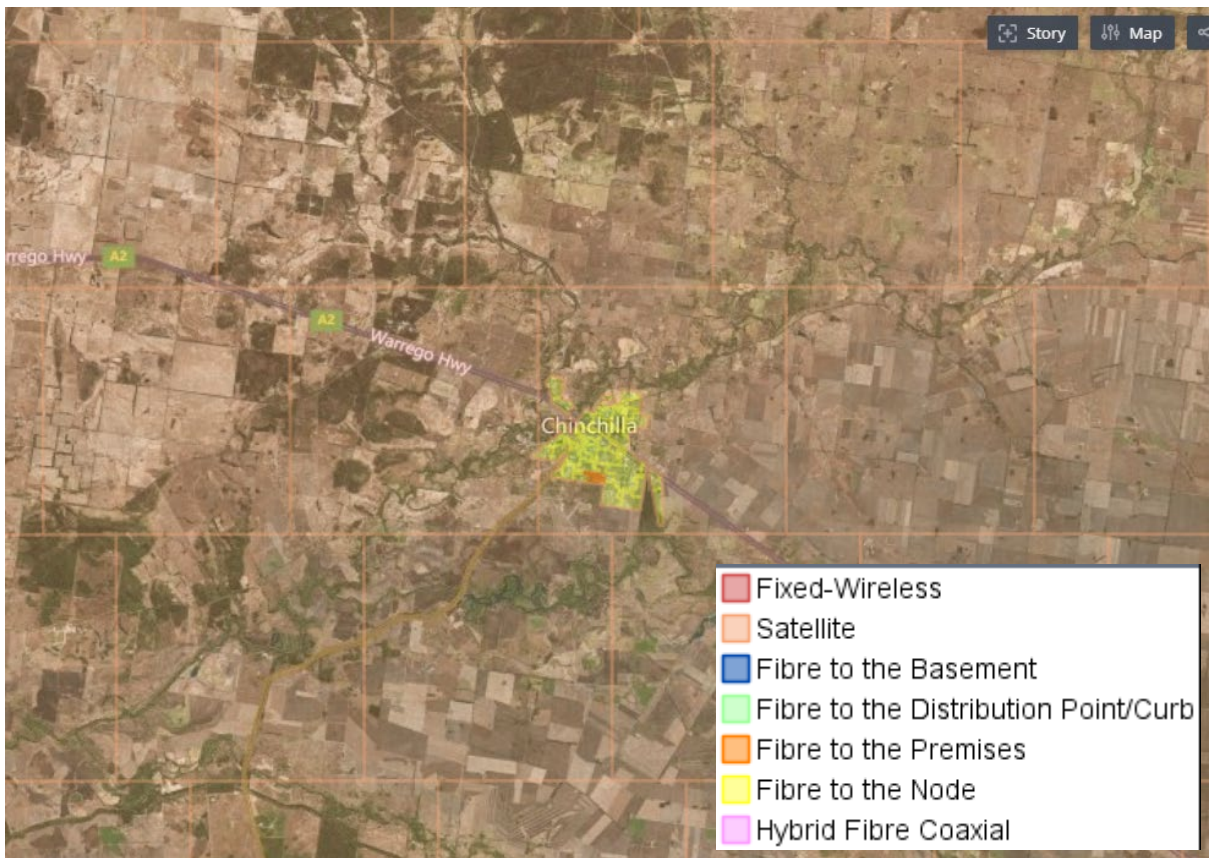 Story
Map
rrego Hwy
A2
A2
Warrego Hwy
Chinchilla
Fixed-Wireless
Satellite
Fibre to the Basement
Fibre to the Distribution Point/Curb
Fibre to the Premises
Fibre to the Node
Hybrid Fibre Coaxial